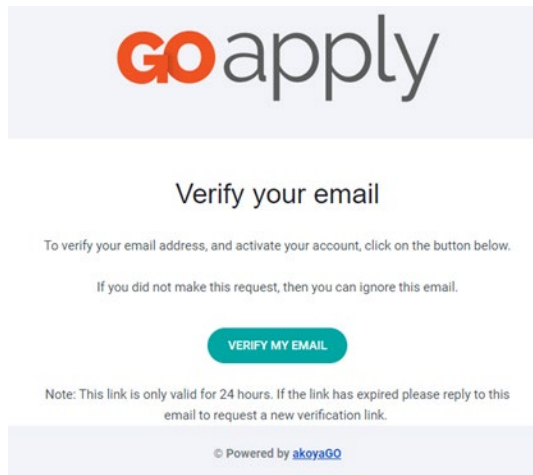 GOapply
Verify your email
To verify your email address, and activate your account, click on the button below.
If you did not make this request, then you can ignore this email.
VERIFY MY EMAIL
Note: This link is only valid for 24 hours. If the link has expired please reply to this
email to request a new verification link.
© Powered by akoyaGO